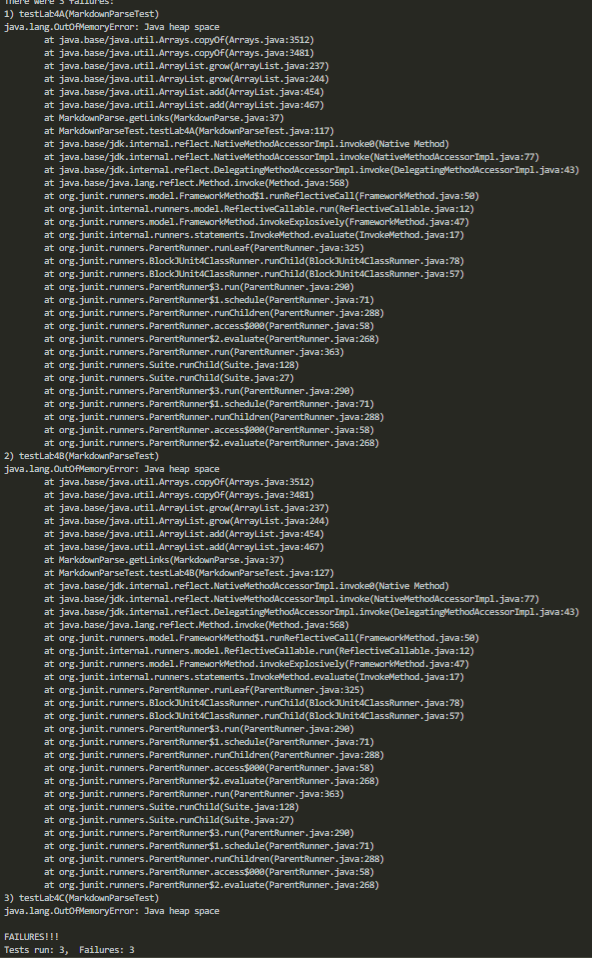 There were 3 failures:
1) testLab4A(MarkdownParseTest)
java.lang.OutOfMemoryError: Java heap space
at java.base/java.util.Arrays.copyOf(Arrays.java:3512)
at java.base/java.util.Arrays.copyOf(Arrays.java:3481)
at java.base/java.util.ArrayList.grow(ArrayList.java:237)
at java.base/java.util.ArrayList.grow(ArrayList.java:244)
at java.base/java.util.ArrayList.add(ArrayList.java:454)
at java.base/java.util.ArrayList.add(ArrayList.java:467)
at MarkdownParse.getLinks(MarkdownParse.java:37)
at MarkdownParseTest.testLab4A(MarkdownParseTest.java:117)
at java.base/jdk.internal.reflect.NativeMethodAccessorImpl.invoke0(Native Method)
at java.base/jdk.internal.reflect.NativeMethodAccessorImpl.invoke(NativeMethodAccessorImpl.java:77)
at java.base/jdk.internal.reflect.DelegatingMethodAccessorImpl.invoke(DelegatingMethodAccessorImpl.java:43)
at java.base/java.lang.reflect.Method.invoke(Method.java:568)
at org.junit.runners.model.FrameworkMethod$1.runReflectiveCall(FrameworkMethod.java:50)
at org.junit.internal.runners.model.ReflectiveCallable.run(ReflectiveCallable.java:12)
at org.junit.runners.model.FrameworkMethod.invokeExplosively(FrameworkMethod.java:47)
at org.junit.internal.runners.statements.InvokeMethod.evaluate(InvokeMethod.java:17)
at org.junit.runners.ParentRunner.runLeaf(ParentRunner.java:325)
at org.junit.runners.BlockJUnit4ClassRunner.runChild(BlockJUnit4ClassRunner.java:78)
at org.junit.runners.BlockJUnit4ClassRunner.runChild(BlockJUnit4ClassRunner.java:57)
at org.junit.runners.ParentRunner$3.run(ParentRunner.java:290)
at org.junit.runners.ParentRunner$1.schedule(ParentRunner.java:71)
at org.junit.runners.ParentRunner.runChildren(ParentRunner.java:288)
at org.junit.runners.ParentRunner.access$000(ParentRunner.java:58)
at org.junit.runners.ParentRunner$2.evaluate(ParentRunner.java:268)
at org.junit.runners.ParentRunner.run(ParentRunner.java:363)
at org.junit.runners.Suite.runChild(Suite.java:128)
at org.junit.runners.Suite.runChild(Suite.java:27)
at org.junit.runners.ParentRunner$3.run(ParentRunner.java:290)
at org.junit.runners.ParentRunner$1.schedule(ParentRunner.java:71)
at org.junit.runners.ParentRunner.runChildren(ParentRunner.java:288)
at org.junit.runners.ParentRunner.access$000(ParentRunner.java:58)
at org.junit.runners.ParentRunner$2.evaluate(ParentRunner.java:268)
2) testLab4B(MarkdownParseTest)
java.lang.OutOfMemoryError: Java heap space
at java.base/java.util.Arrays.copyOf(Arrays.java:3512)
at java.base/java.util.Arrays.copyOf(Arrays.java:3481)
at java.base/java.util.ArrayList.grow(ArrayList.java:237)
at java.base/java.util.ArrayList.grow(ArrayList.java:244)
at java.base/java.util.ArrayList.add(ArrayList.java:454)
at java.base/java.util.ArrayList.add(ArrayList.java:467)
at MarkdownParse.getLinks(MarkdownParse.java:37)
at MarkdownParseTest.testLab4B(MarkdownParseTest.java:127)
at java.base/jdk.internal.reflect.NativeMethodAccessorImpl.invoke0(Native Method)
at java.base/jdk.internal.reflect.NativeMethodAccessorImpl.invoke(NativeMethodAccessorImpl.java:77)
at java.base/jdk.internal.reflect.DelegatingMethodAccessorImpl.invoke(DelegatingMethodAccessorImpl.java:43)
at java.base/java.lang.reflect.Method.invoke(Method.java:568)
at org.junit.runners.model.FrameworkMethod$1.runReflectiveCall(FrameworkMethod.java:50)
at org.junit.internal.runners.model.ReflectiveCallable.run(ReflectiveCallable.java:12)
at org.junit.runners.model.FrameworkMethod.invokeExplosively(FrameworkMethod.java:47)
at org.junit.internal.runners.statements.InvokeMethod.evaluate(InvokeMethod.java:17)
at org.junit.runners.ParentRunner.runLeaf(ParentRunner.java:325)
at org.junit.runners.BlockJUnit4ClassRunner.runChild(BlockJUnit4ClassRunner.java:78)
at org.junit.runners.BlockJUnit4ClassRunner.runChild(BlockJUnit4ClassRunner.java:57)
at org.junit.runners.ParentRunner$3.run(ParentRunner.java:290)
at org.junit.runners.ParentRunner$1.schedule(ParentRunner.java:71)
at org.junit.runners.ParentRunner.runChildren(ParentRunner.java:288)
at org.junit.runners.ParentRunner.access$000(ParentRunner.java:58)
at org.junit.runners.ParentRunner$2.evaluate(ParentRunner.java:268)
at org.junit.runners.ParentRunner.run(ParentRunner.java:363)
at org.junit.runners.Suite.runChild(Suite.java:128)
at org.junit.runners.Suite.runChild(Suite.java:27)
at org.junit.runners.ParentRunner$3.run(ParentRunner.java:290)
at org.junit.runners.ParentRunner$1.schedule(ParentRunner.java:71)
at org.junit.runners.ParentRunner.runChildren(ParentRunner.java:288)
at org.junit.runners.ParentRunner.access$000(ParentRunner.java:58)
at org.junit.runners.ParentRunner$2.evaluate(ParentRunner.java:268)
3) testLab4C(MarkdownParseTest)
java.lang.OutOfMemoryError: Java heap space
FAILURES!!!
Tests run: 3,  Failures: 3